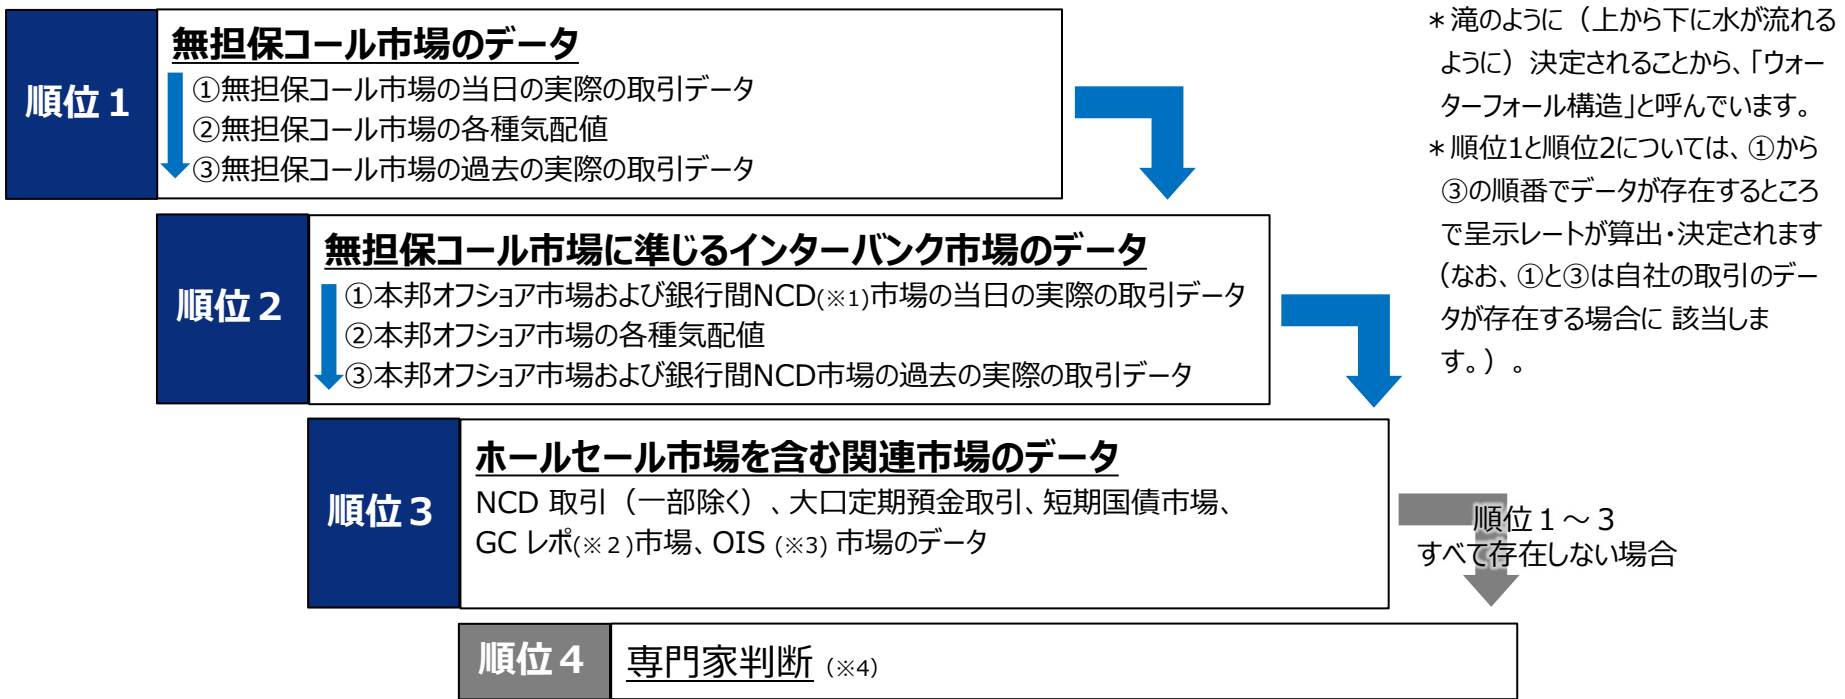 順位１
無担保コール市場のデータ
①無担保コール市場の当日の実際の取引データ
②無担保コール市場の各種気配値
③無担保コール市場の過去の実際の取引データ
順位２
無担保コール市場に準じるインターバンク市場のデータ
①本邦オフショア市場および銀行間NCD(※1)市場の当日の実際の取引データ
②本邦オフショア市場の各種気配値
③本邦オフショア市場および銀行間NCD市場の過去の実際の取引データ
順位３
ホールセール市場を含む関連市場のデータ
NCD 取引（一部除く）、大口定期預金取引、短期国債市場、
GC レポ(※２)市場、OIS (※3) 市場のデータ
順位１～３
すべて存在しない場合
順位４
専門家判断 (※4)
＊滝のように（上から下に水が流れる
ように）決定されることから、「ウォー
ターフォール構造」と呼んでいます。
＊順位1と順位2については、①から
③の順番でデータが存在するところ
で呈示レートが算出・決定されます
(なお、①と③は自社の取引のデー
タが存在する場合に 該当しま
す。）。